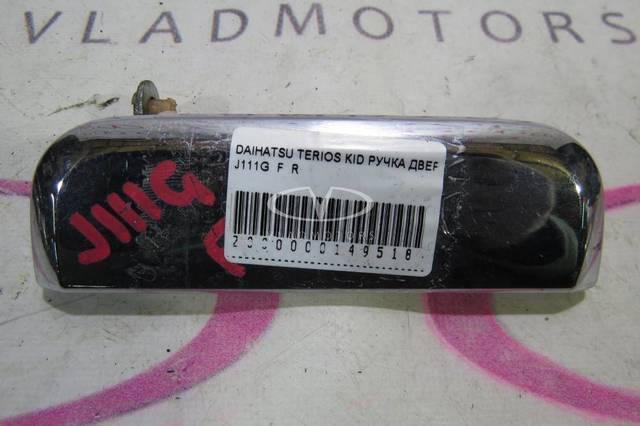 VLADMOTORS
DAIHATSU TERIOS KID РУЧКА ДВЕР
J111G F R
2000000149518
J111G
F